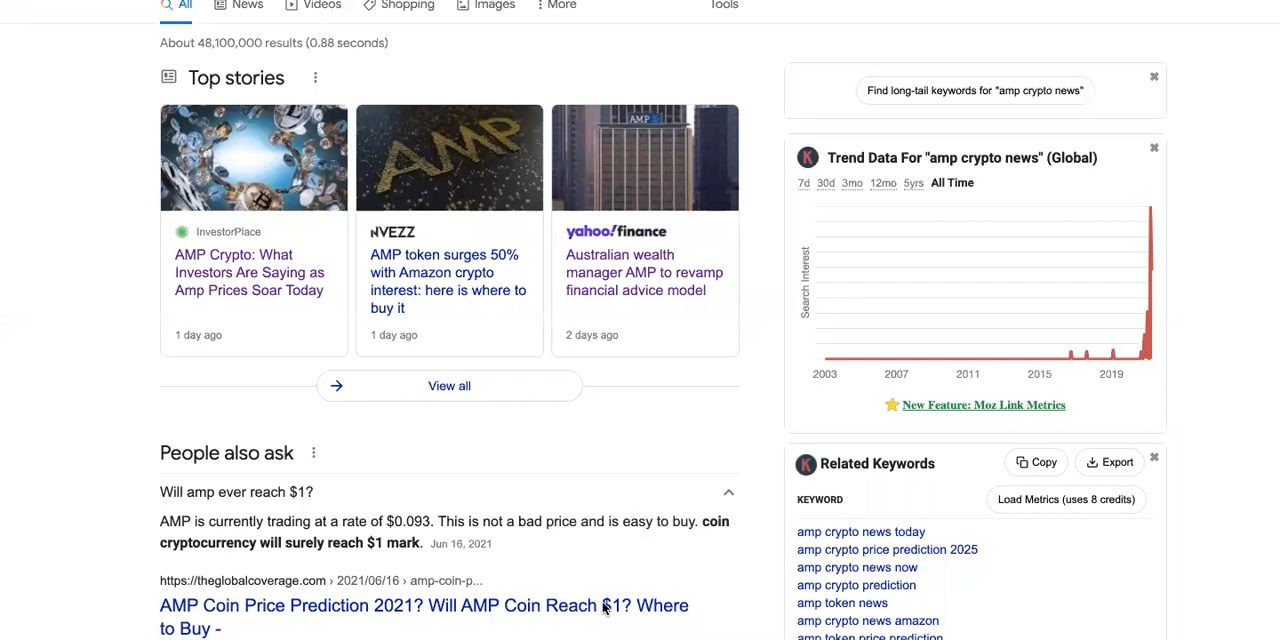 All News Videos Shopping Images More Tools
About 48,100,000 results (0.88 seconds)
Top stories
AMP
AMP
InvestorPlace
AMP Crypto: What
Investors Are Saying as
Amp Prices Soar Today
1 day ago
NVEZZ
AMP token surges 50%
with Amazon crypto
interest: here is where to
buy it
1 day ago
yahoo!finance
Australian wealth
manager AMP to revamp
financial advice model
2 days ago
View all
People also ask
Will amp ever reach $1?
AMP is currently trading at a rate of $0.093. This is not a bad price and is easy to buy. coin
cryptocurrency will surely reach $1 mark. Jun 16, 2021
https://theglobalcoverage.com › 2021/06/16 › amp-coin-p...
AMP Coin Price Prediction 2021? Will AMP Coin Reach $1? Where
to Buy -
Find long-tail keywords for "amp crypto news"
K Trend Data For "amp crypto news" (Global)
7d 30d 3mo 12mo 5yrs All Time
Search Interest
2003 2007 2011 2015 2019
New Feature: Moz Link Metrics
K Related Keywords Copy Export
KEYWORD Load Metrics (uses 8 credits)
amp crypto news today
amp crypto price prediction 2025
amp crypto news now
amp crypto prediction
amp token news
amp crypto news amazon
amp token price prediction